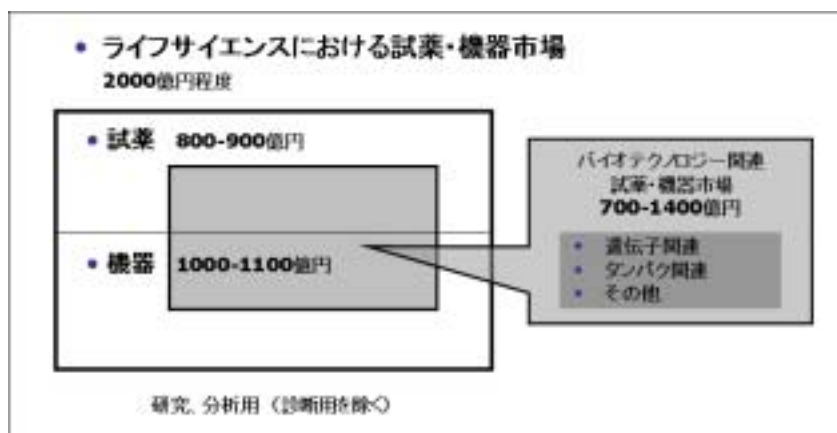 • ライフサイエンスにおける試薬・機器市場
2000億円程度
• 試薬 800-900億円
• 機器 1000-1100億円
バイオテクノロジー関連
試薬・機器市場
700-1400億円
• 遺伝子関連
• タンパク関連
• その他
研究、分析用（診断用を除く）